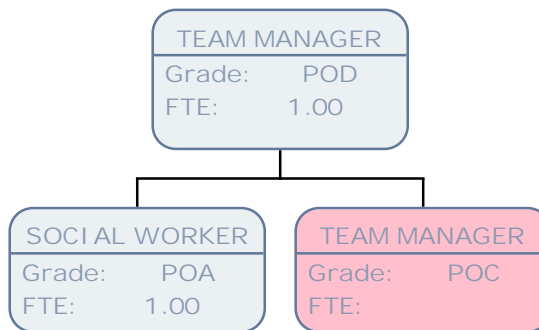 TEAM MANAGER
Grade: POD
FTE: 1.00
SOCIAL WORKER
Grade: POA
FTE: 1.00
TEAM MANAGER
Grade: POC
FTE: